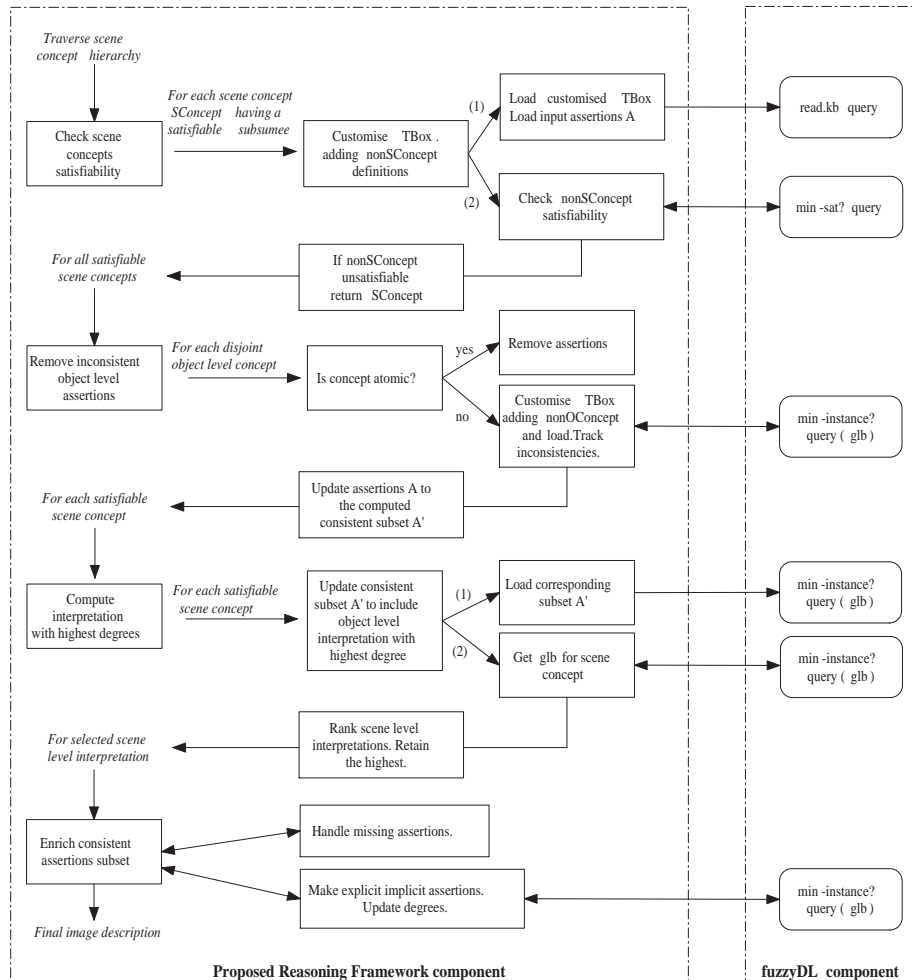 Traverse scene
concept hierarchy
Check scene
concepts
satisfiability
For each scene concept
SConcept having a
satisfiable subsumee
Customise TBox .
adding nonSConcept
definitions
(1)
Load customised TBox
Load input assertions A
read.kb query
(2)
Check nonSConcept
satisfiability
min -sat? query
If nonSConcept
unsatisfiable
return SConcept
For all satisfiable
scene concepts
Remove inconsistent
object level
assertions
For each disjoint
object level concept
Is concept atomic?
yes
Remove assertions
no
Customise TBox
adding nonOConcept
and load.Track
inconsistencies.
min -instance?
query ( glb )
Update assertions A to
the computed
consistent subset A'
For each satisfiable
scene concept
Compute
interpretation
with highest degrees
For each satisfiable
scene concept
Update consistent
subset A' to include
object level
interpretation with
highest degree
(1)
Load corresponding
subset A'
min -instance?
query ( glb )
(2)
Get glb for scene
concept
min -instance?
query ( glb )
Rank scene level
interpretations. Retain
the highest.
For selected scene
level interpretation
Enrich consistent
assertions subset
Handle missing assertions.
Make explicit implicit assertions.
Update degrees.
min -instance?
query ( glb )
Final image description
Proposed Reasoning Framework component
fuzzyDL component